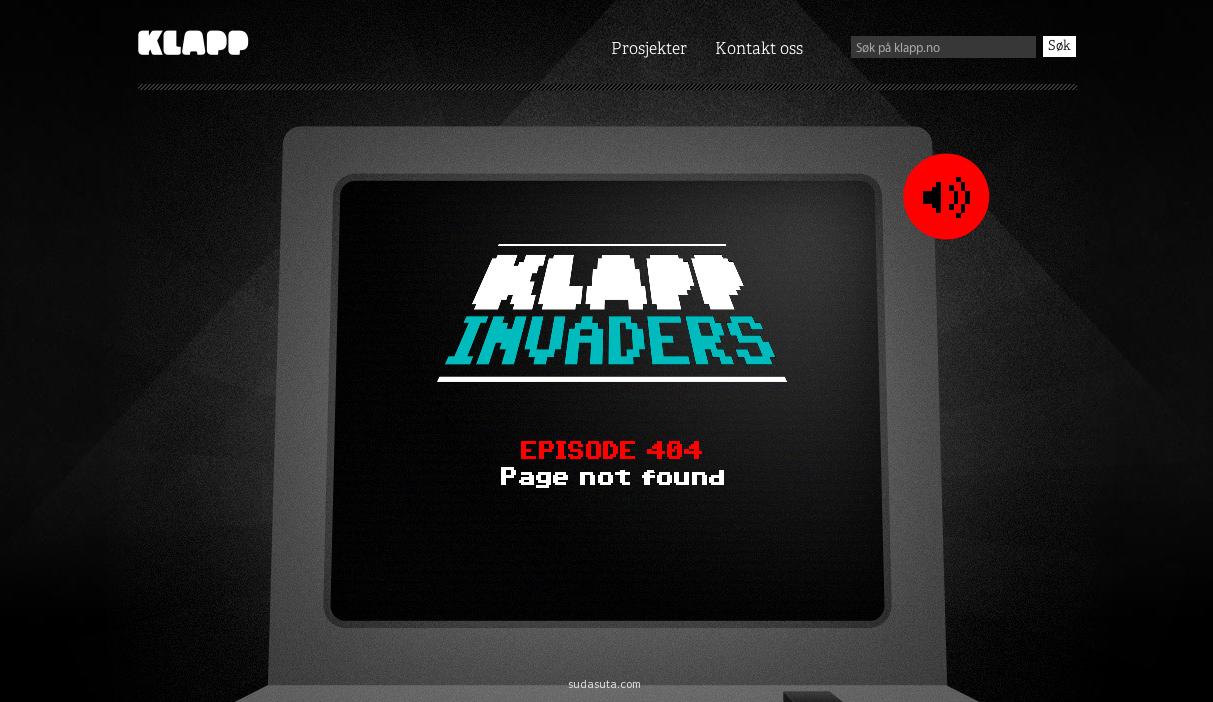 KLAPP
Prosjekter Kontakt oss Søk på klapp.no Søk
KLAPP
INVADERS
EPISODE 404
Page not found
sudasuta.com